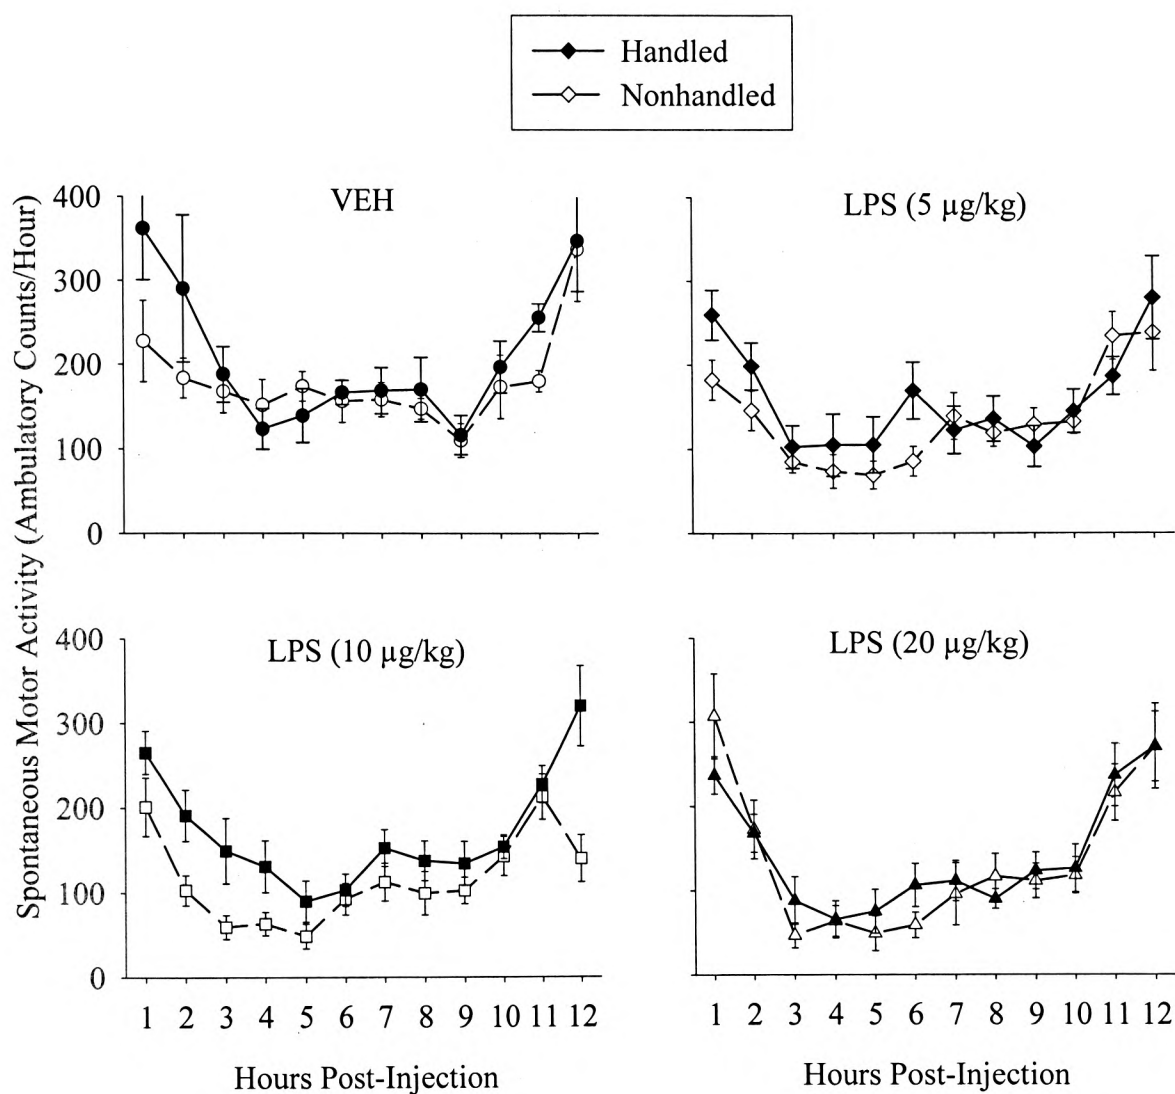 Handled
Nonhandled
Spontaneous Motor Activity (Ambulatory Counts/Hour)
VEH
400
300
200
100
0
LPS (5 µg/kg)
LPS (10 µg/kg)
400
300
200
100
0
1 2 3 4 5 6 7 8 9 10 11 12
Hours Post-Injection
LPS (20 µg/kg)
1 2 3 4 5 6 7 8 9 10 11 12
Hours Post-Injection